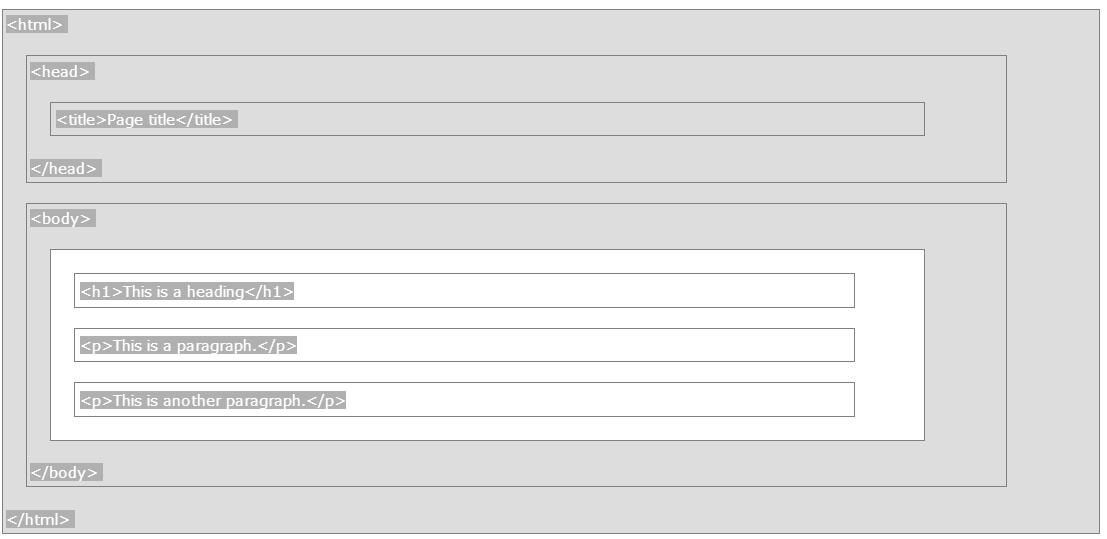 <html>
<head>
<title>Page title</title>
</head>
<body>
<h1>This is a heading</h1>
<p>This is a paragraph.</p>
<p>This is another paragraph.</p>
</body>
</html>